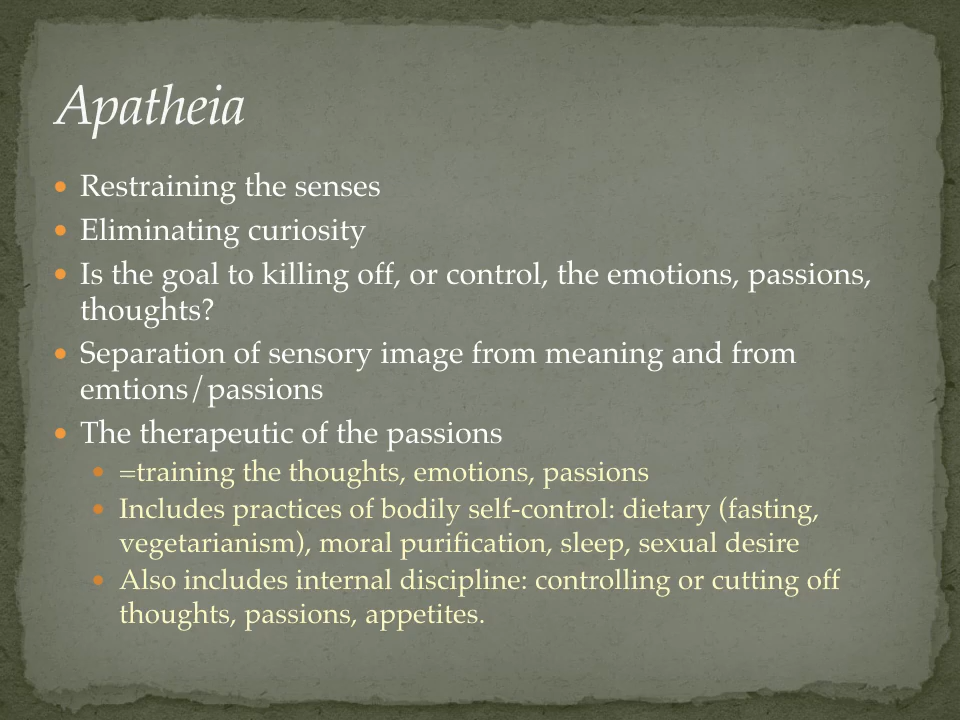 Apatheia
• Restraining the senses
• Eliminating curiosity
• Is the goal to killing off, or control, the emotions, passions,
thoughts?
• Separation of sensory image from meaning and from
emtions/passions
• The therapeutic of the passions
• =training the thoughts, emotions, passions
• Includes practices of bodily self-control: dietary (fasting,
vegetarianism), moral purification, sleep, sexual desire
• Also includes internal discipline: controlling or cutting off
thoughts, passions, appetites.